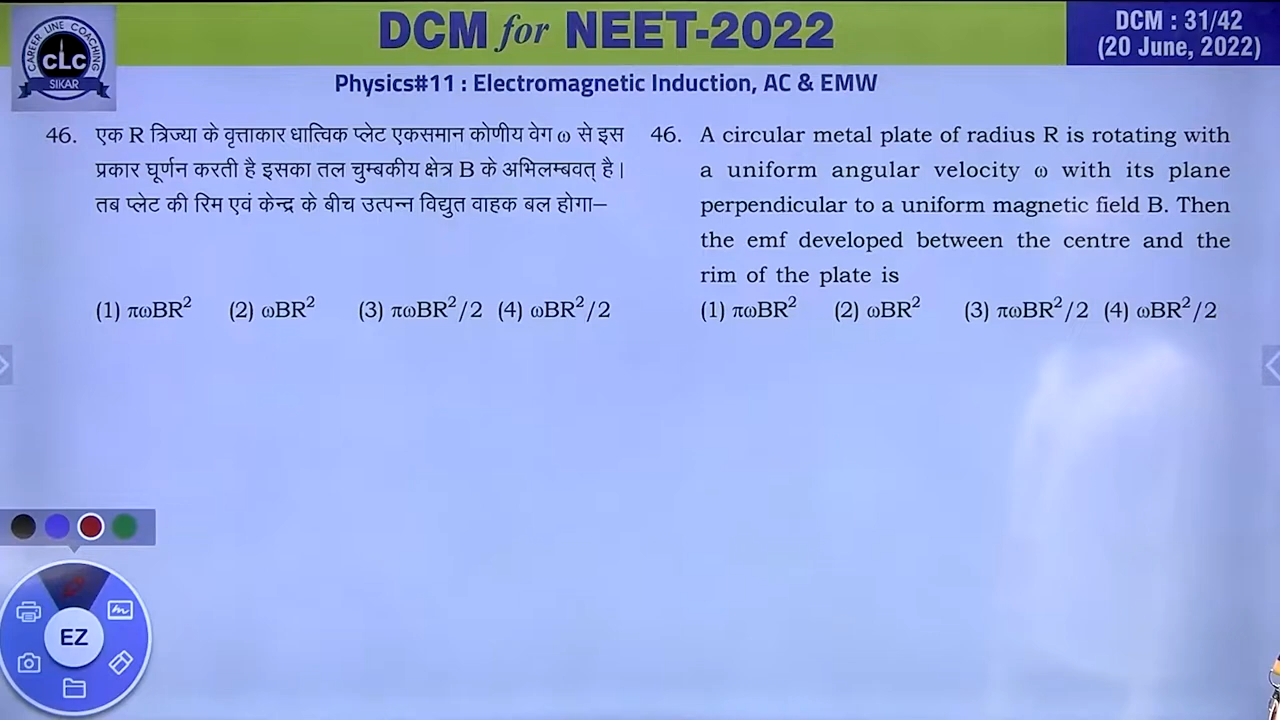 CAREER LINE COACHING
CLC
SIKAR
DCM for NEET-2022
DCM : 31/42
(20 June, 2022)
Physics#11 : Electromagnetic Induction, AC & EMW
46. एक R त्रिज्या के वृत्ताकार धात्विक प्लेट एकसमान कोणीय वेग ω से इस
प्रकार घूर्णन करती है इसका तल चुम्बकीय क्षेत्र B के अभिलम्बवत् है।
तब प्लेट की रिम एवं केन्द्र के बीच उत्पन्न विद्युत वाहक बल होगा–
(1) πωBR² (2) ωBR² (3) πωBR²/2 (4) ωBR²/2
46. A circular metal plate of radius R is rotating with
a uniform angular velocity ω with its plane
perpendicular to a uniform magnetic field B. Then
the emf developed between the centre and the
rim of the plate is
(1) πωBR² (2) ωBR² (3) πωBR²/2 (4) ωBR²/2
EZ